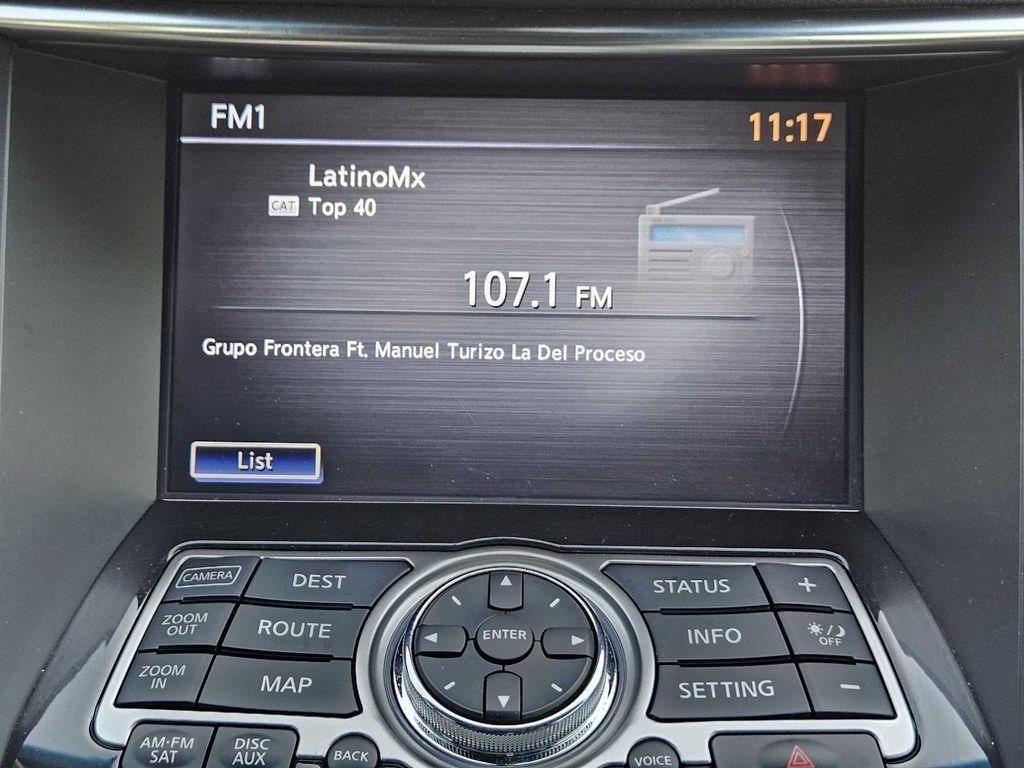 FM1
11:17
LatinoMx
CAT Top 40
107.1 FM
Grupo Frontera Ft. Manuel Turizo La Del Proceso
List
CAMERA
DEST
ZOOM
OUT
ROUTE
ZOOM
IN
MAP
ENTER
STATUS
+
INFO
OFF
SETTING
-
AM·FM
SAT
DISC
AUX
BACK
VOICE